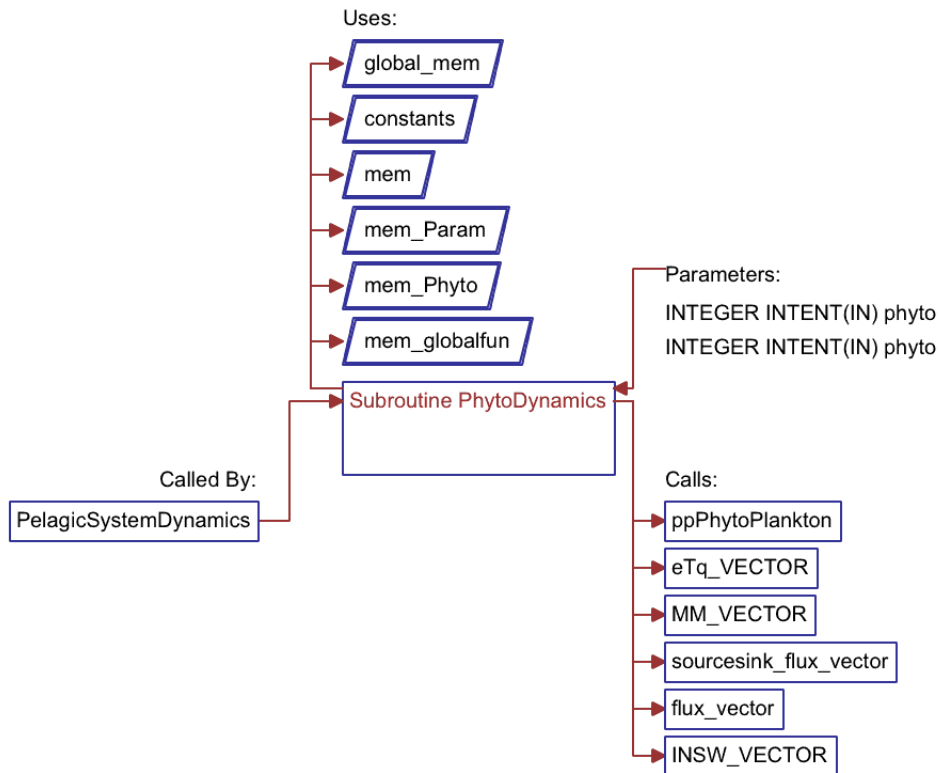 Uses:
global_mem
constants
mem
mem_Param
mem_Phyto
mem_globalfun
Parameters:
INTEGER INTENT(IN) phyto
INTEGER INTENT(IN) phyto
Subroutine PhytoDynamics
Called By:
PelagicSystemDynamics
Calls:
ppPhytoPlankton
eTq_VECTOR
MM_VECTOR
sourcesink_flux_vector
flux_vector
INSW_VECTOR